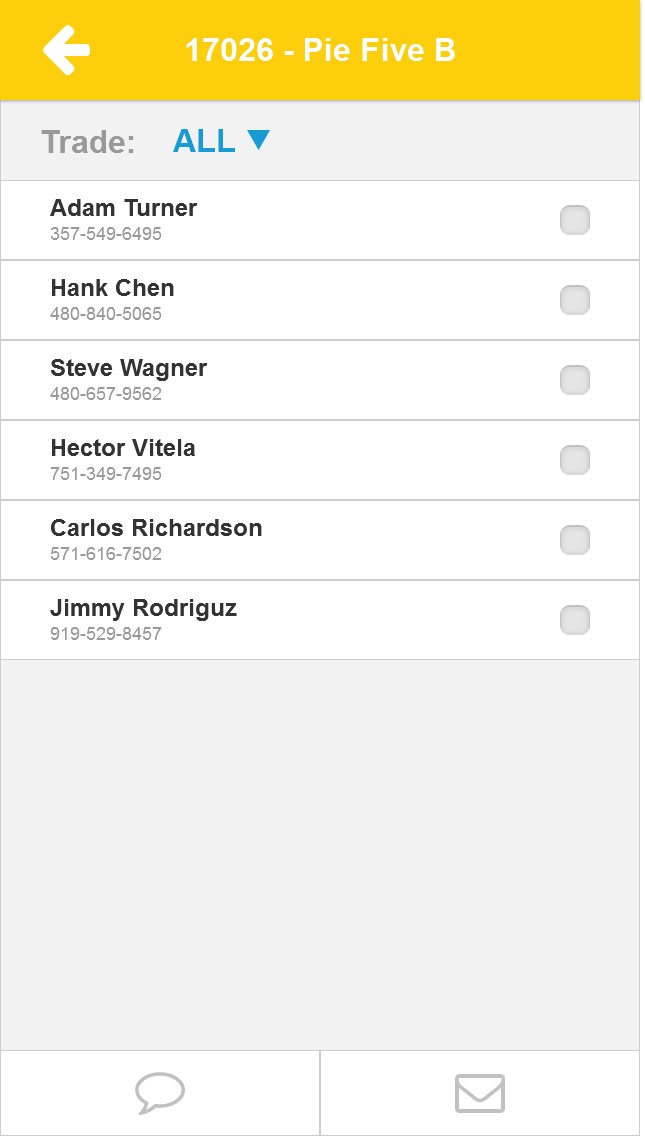 17026 - Pie Five B
Trade: ALL ▼
Adam Turner
357-549-6495
Hank Chen
480-840-5065
Steve Wagner
480-657-9562
Hector Vitela
751-349-7495
Carlos Richardson
571-616-7502
Jimmy Rodriguz
919-529-8457